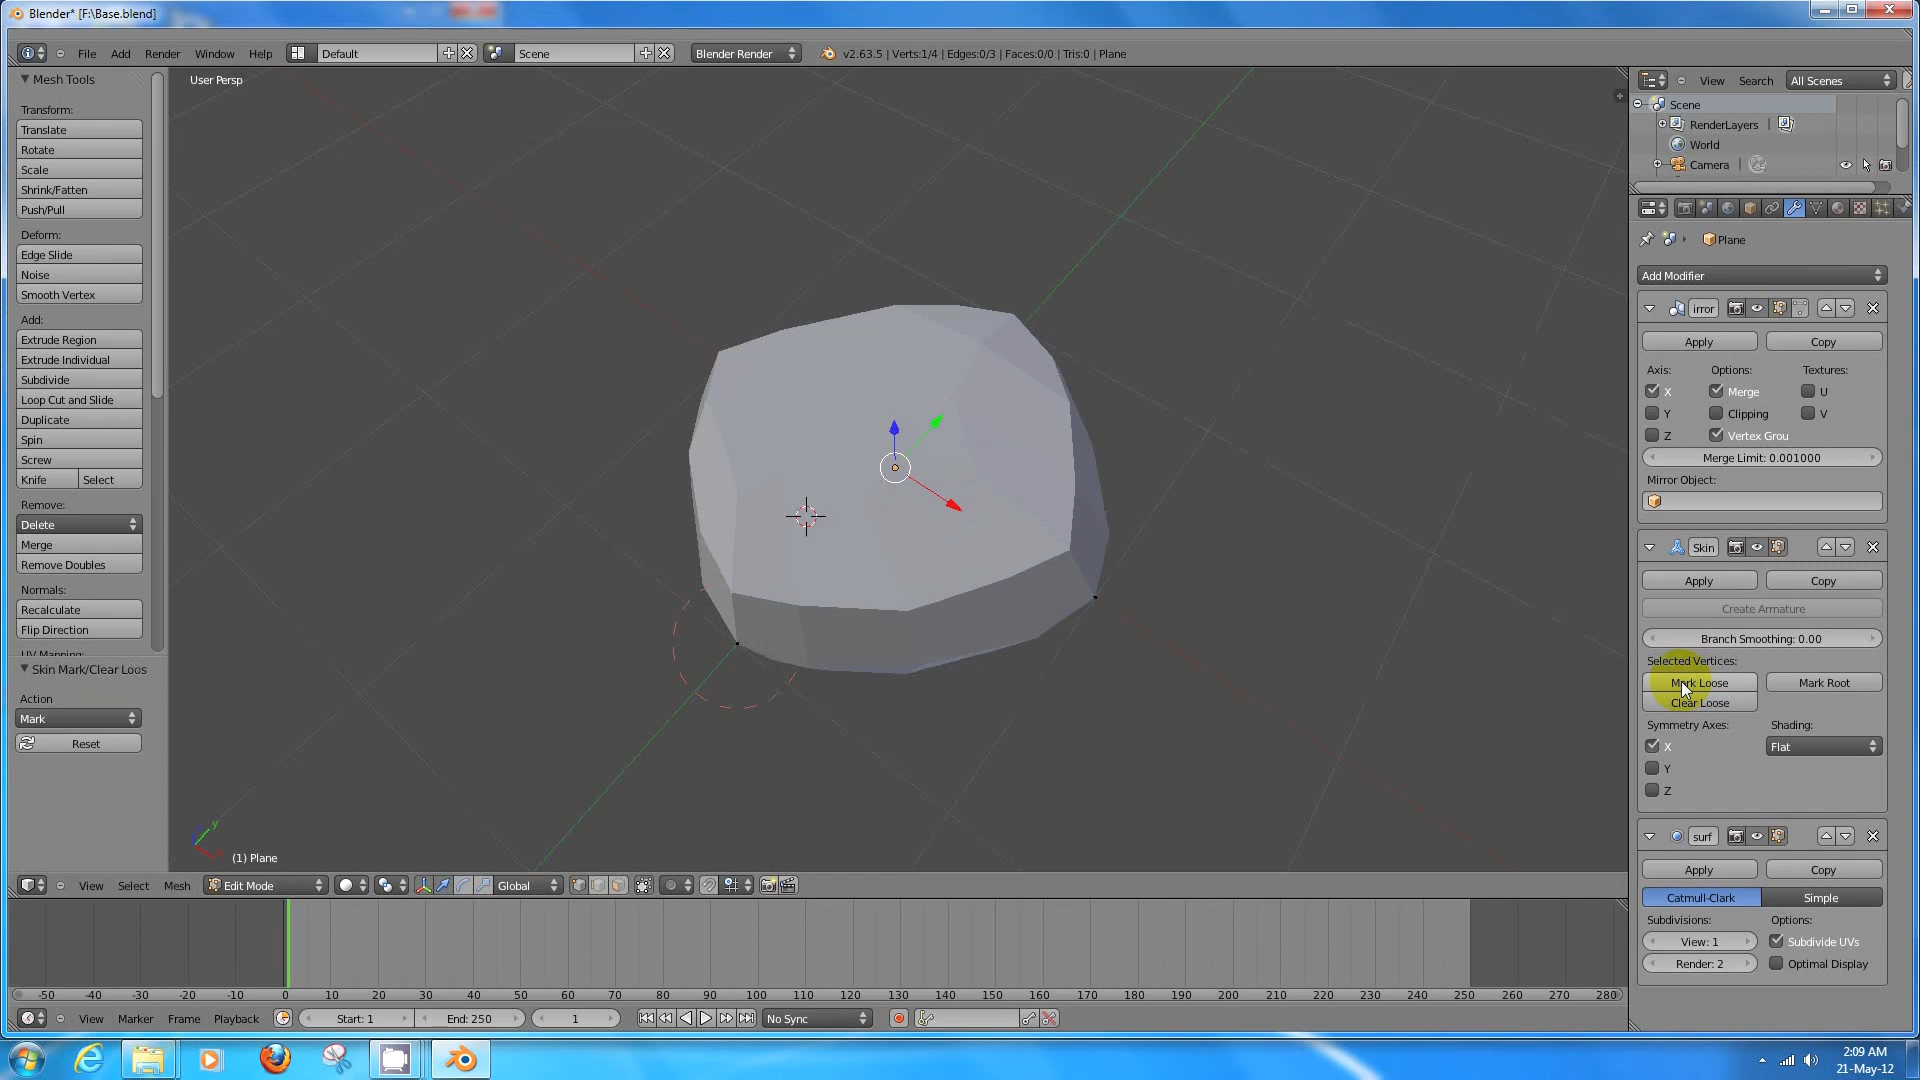 Blender* [F:\Base.blend]
File Add Render Window Help Default Scene Blender Render v2.63.5 | Verts:1/4 | Edges:0/3 | Faces:0/0 | Tris:0 | Plane
Mesh Tools
Transform:
Translate
Rotate
Scale
Shrink/Fatten
Push/Pull
Deform:
Edge Slide
Noise
Smooth Vertex
Add:
Extrude Region
Extrude Individual
Subdivide
Loop Cut and Slide
Duplicate
Spin
Screw
Knife Select
Remove:
Delete
Merge
Remove Doubles
Normals:
Recalculate
Flip Direction
UV Mapping:
Skin Mark/Clear Loos
Action
Mark
Reset
User Persp
y
(1) Plane
View Search All Scenes
Scene
RenderLayers |
World
Camera |
Plane
Add Modifier
irror
Apply Copy
Axis: Options: Textures:
X Merge U
Y Clipping V
Z Vertex Grou
Merge Limit: 0.001000
Mirror Object:
Skin
Apply Copy
Create Armature
Branch Smoothing: 0.00
Selected Vertices:
Mark Loose Mark Root
Clear Loose
Symmetry Axes: Shading:
X Flat
Y
Z
surf
Apply Copy
Catmull-Clark Simple
Subdivisions: Options:
View: 1 Subdivide UVs
Render: 2 Optimal Display
View Select Mesh Edit Mode Global
-50 -40 -30 -20 -10 0 10 20 30 40 50 60 70 80 90 100 110 120 130 140 150 160 170 180 190 200 210 220 230 240 250 260 270 280
View Marker Frame Playback Start: 1 End: 250 1 No Sync
2:09 AM
21-May-12